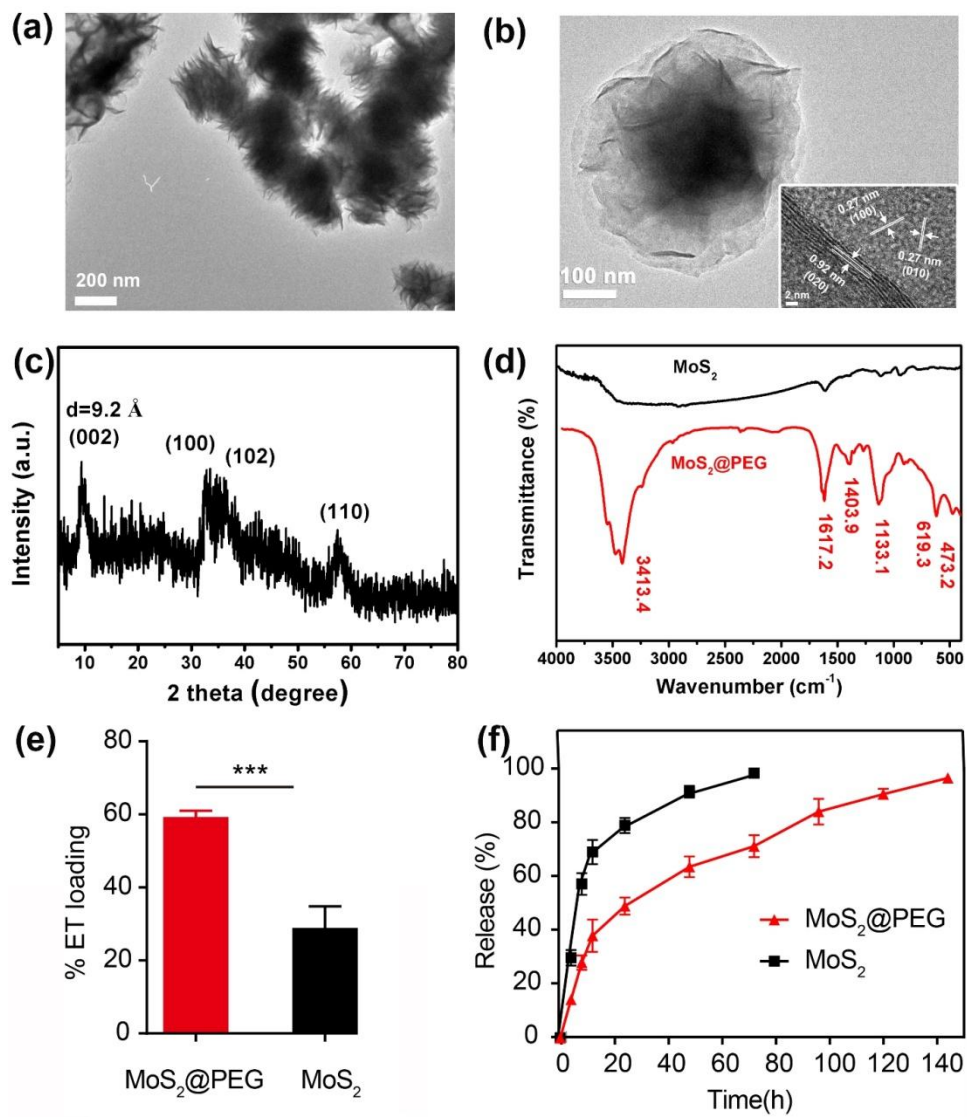 (a)
200 nm
(b)
0.27 nm
(100)
0.27 nm
(010)
0.92 nm
(020)
2 nm
100 nm
(c)
Intensity (a.u.)
d=9.2 Å
(002)
(100)
(102)
(110)
10 20 30 40 50 60 70 80
2 theta (degree)
(d)
Transmittance (%)
MoS₂
MoS₂@PEG
3413.4
1617.2
1403.9
1133.1
619.3
473.2
4000 3500 3000 2500 2000 1500 1000 500
Wavenumber (cm⁻¹)
(e)
% ET loading
80
60
40
20
0
***
MoS₂@PEG MoS₂
(f)
Release (%)
100
80
60
40
20
0
MoS₂@PEG
MoS₂
0 20 40 60 80 100 120 140
Time(h)